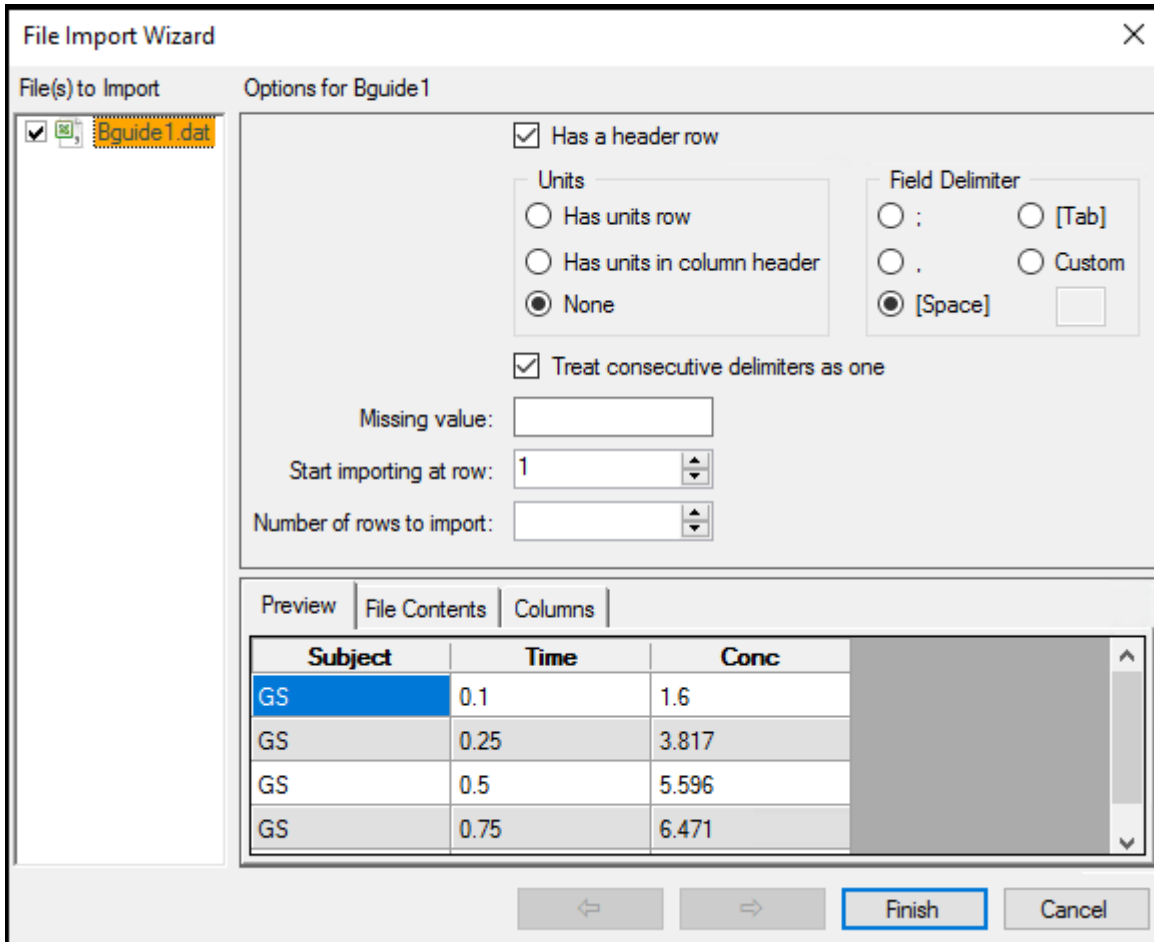 File Import Wizard
File(s) to Import
Options for Bguide1
Bguide1.dat
Has a header row
Units
Field Delimiter
Has units row
;
[Tab]
Has units in column header
,
Custom
None
[Space]
Treat consecutive delimiters as one
Missing value:
Start importing at row: 1
Number of rows to import:
Preview File Contents Columns
Subject Time Conc
GS 0.1 1.6
GS 0.25 3.817
GS 0.5 5.596
GS 0.75 6.471
Finish Cancel